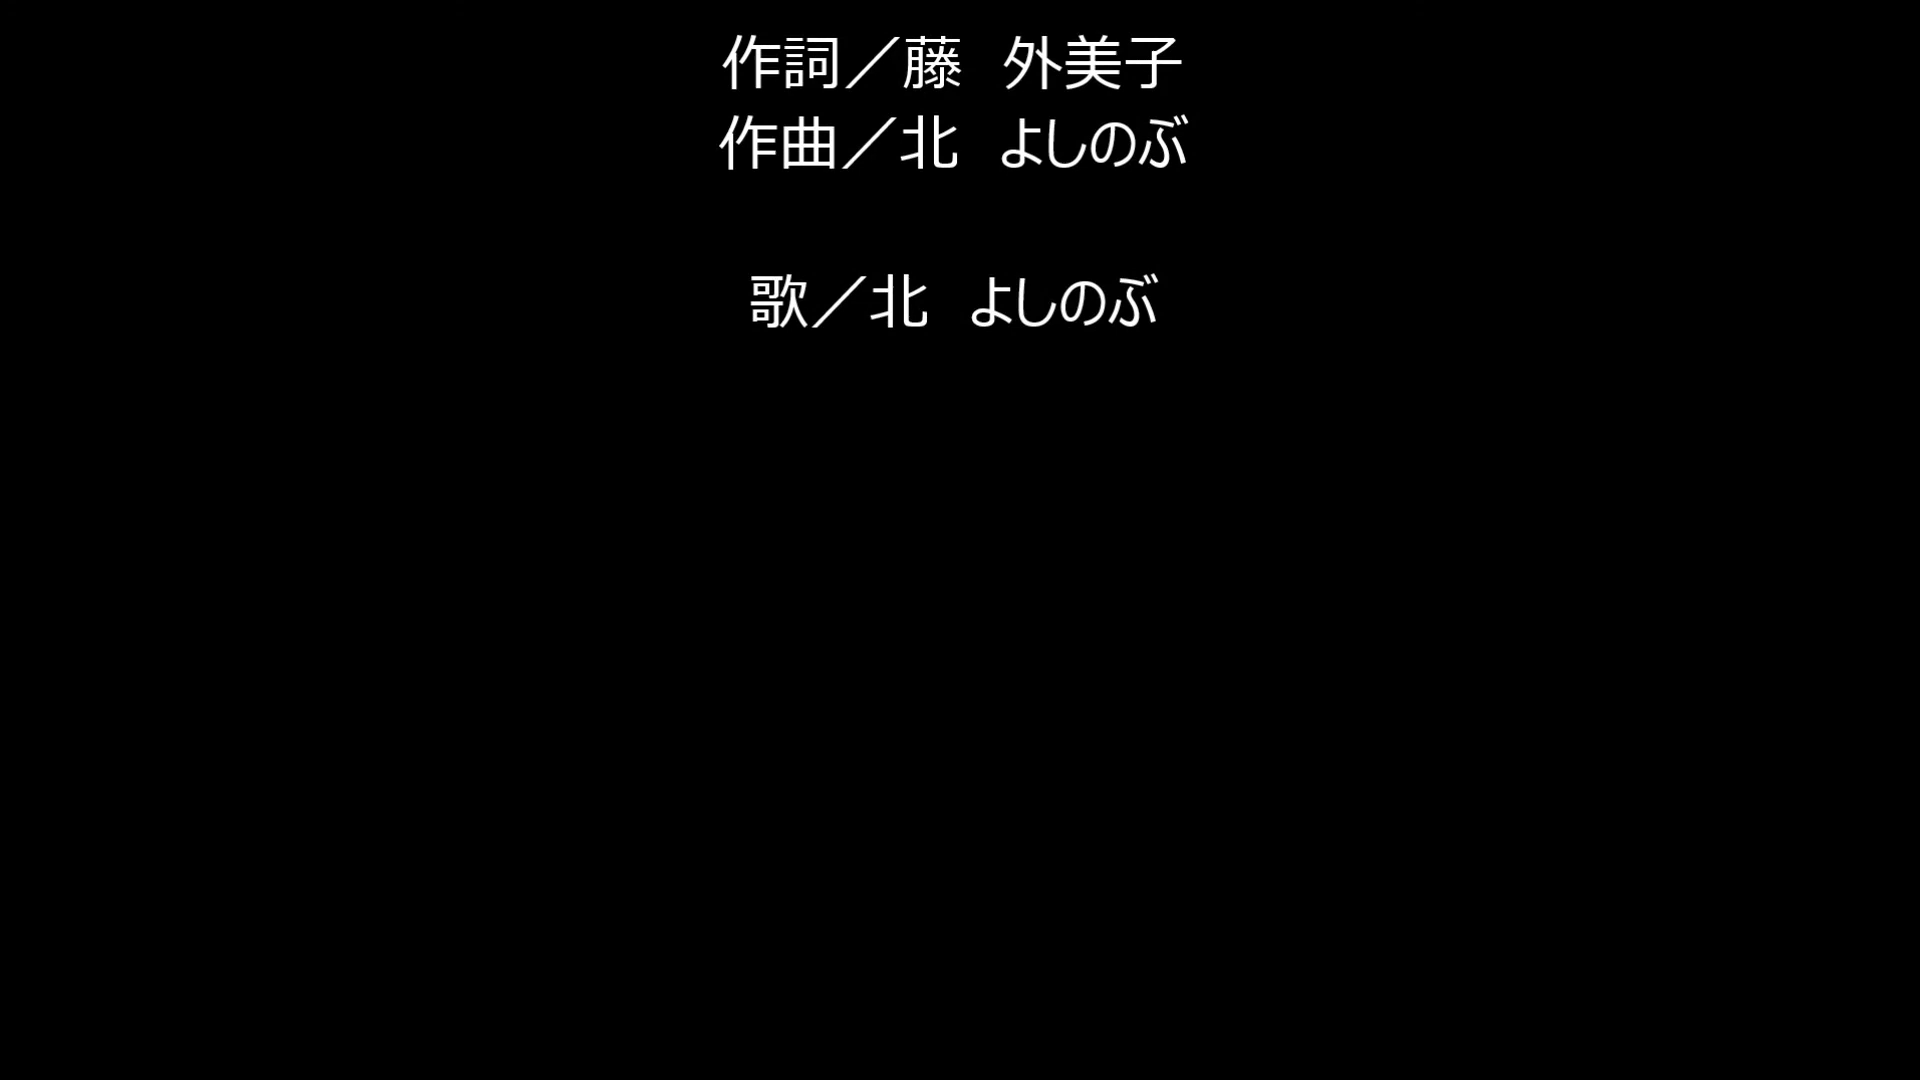 作詞／藤　外美子
作曲／北　よしのぶ
歌／北　よしのぶ